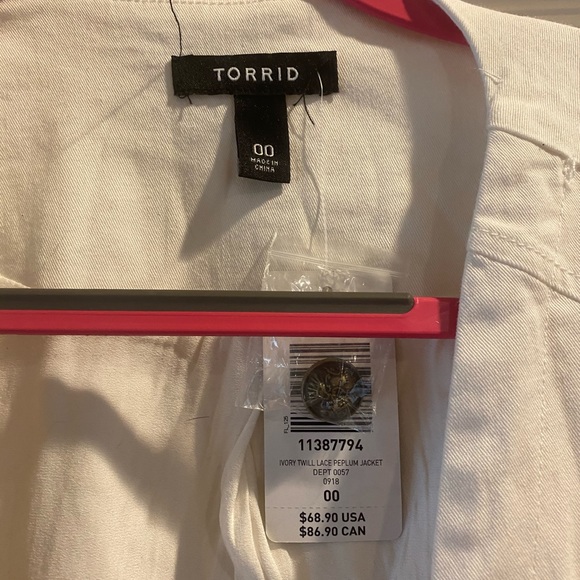 TORRID
00
MADE IN
CHINA
FL_125
11387794
IVORY TWILL LACE PEPLUM JACKET
DEPT 0057
0918
00
$68.90 USA
$86.90 CAN